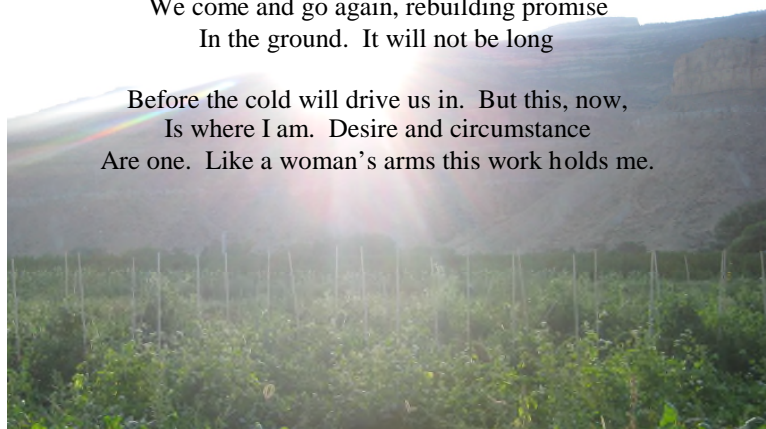 We come and go again, rebuilding promise
In the ground.  It will not be long
Before the cold will drive us in.  But this, now,
Is where I am.  Desire and circumstance
Are one.  Like a woman’s arms this work holds me.